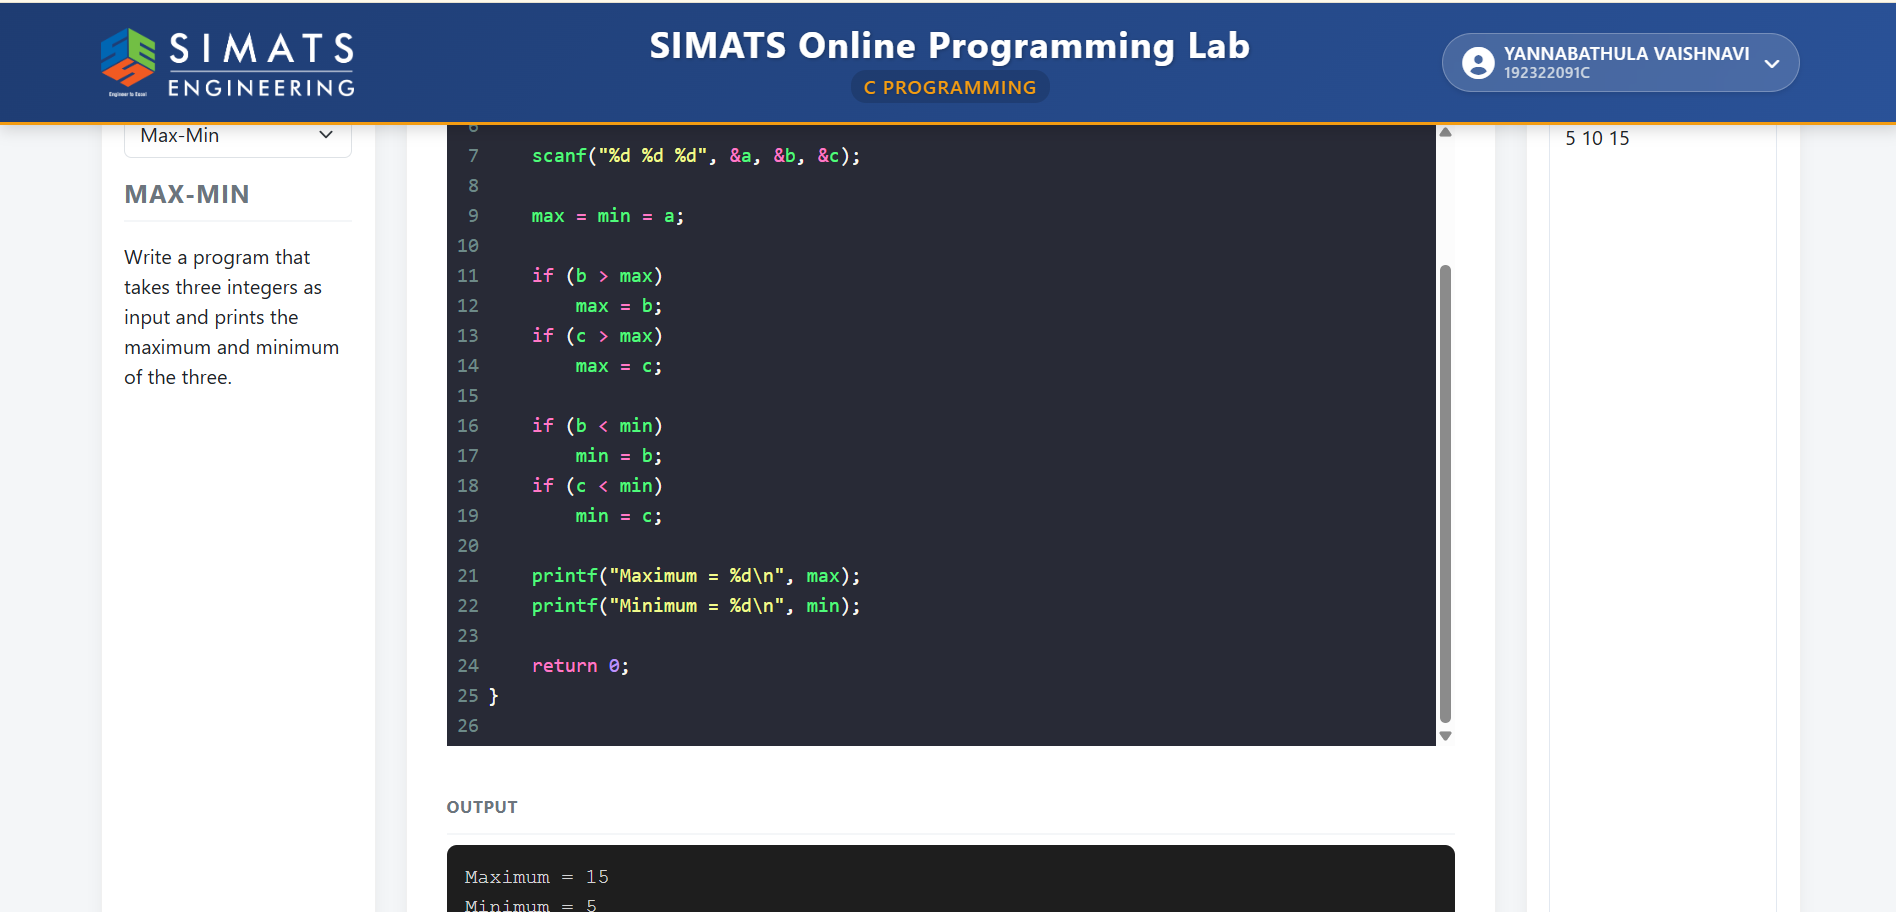 SIMATS
ENGINEERING
Engineer to Excel
SIMATS Online Programming Lab
C PROGRAMMING
YANNABATHULA VAISHNAVI
192322091C
Max-Min
MAX-MIN
Write a program that
takes three integers as
input and prints the
maximum and minimum
of the three.
6
7 scanf("%d %d %d", &a, &b, &c);
8
9 max = min = a;
10
11 if (b > max)
12 max = b;
13 if (c > max)
14 max = c;
15
16 if (b < min)
17 min = b;
18 if (c < min)
19 min = c;
20
21 printf("Maximum = %d\n", max);
22 printf("Minimum = %d\n", min);
23
24 return 0;
25 }
26
OUTPUT
Maximum = 15
Minimum = 5
5 10 15